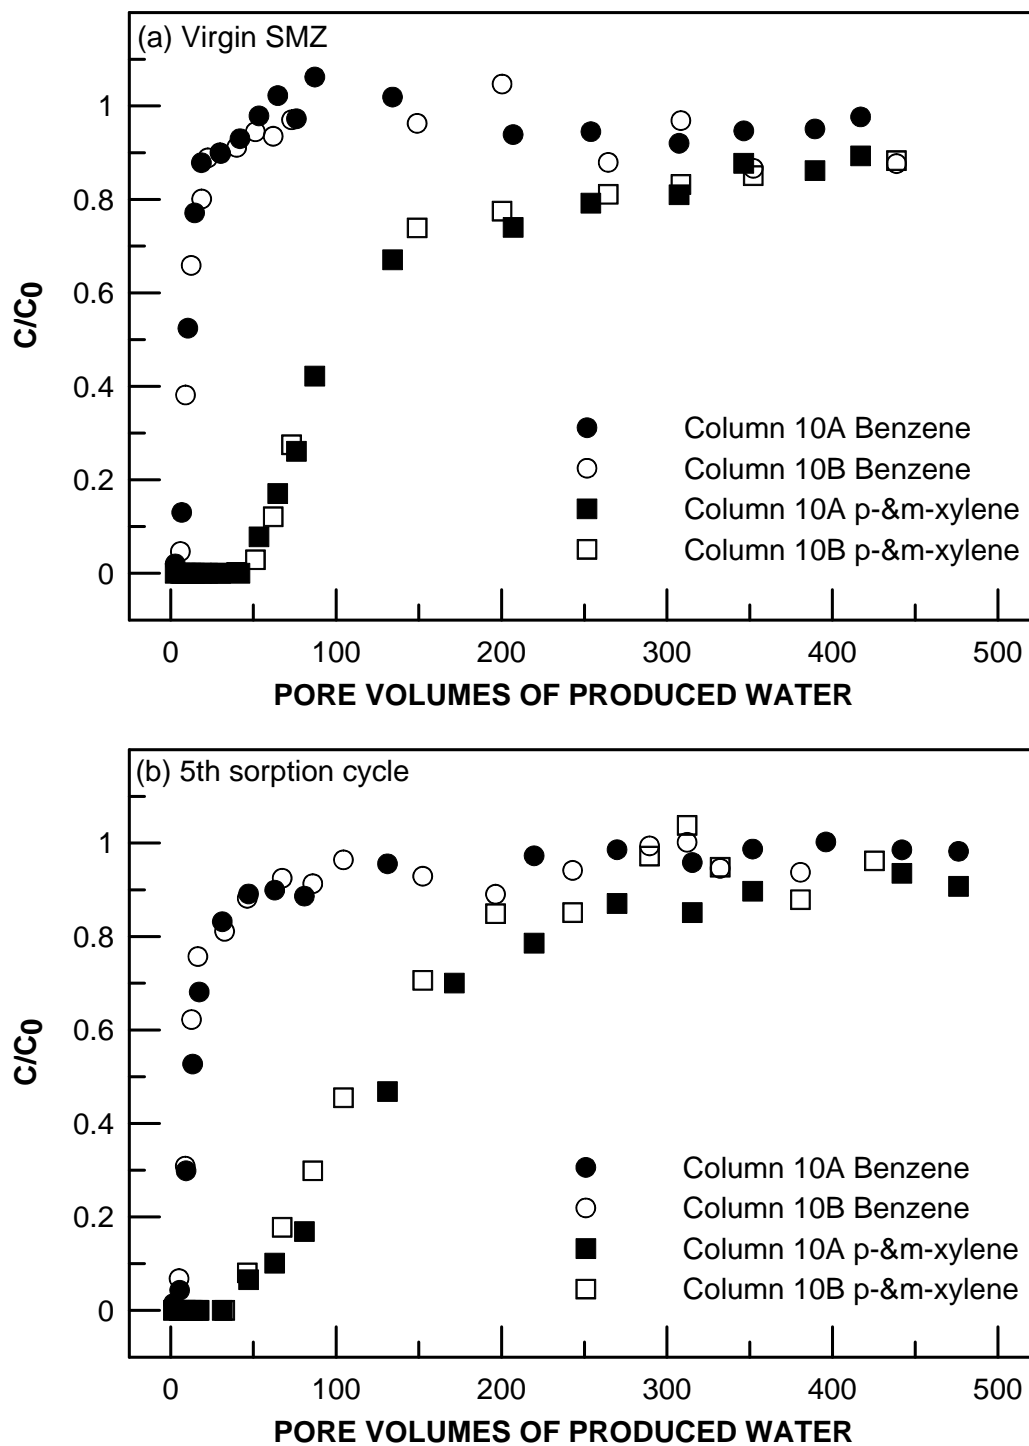 (a) Virgin SMZ
1
0.8
0.6
0.4
0.2
0
C/C0
Column 10A Benzene
Column 10B Benzene
Column 10A p-&m-xylene
Column 10B p-&m-xylene
0 100 200 300 400 500
PORE VOLUMES OF PRODUCED WATER
(b) 5th sorption cycle
1
0.8
0.6
0.4
0.2
0
C/C0
Column 10A Benzene
Column 10B Benzene
Column 10A p-&m-xylene
Column 10B p-&m-xylene
0 100 200 300 400 500
PORE VOLUMES OF PRODUCED WATER